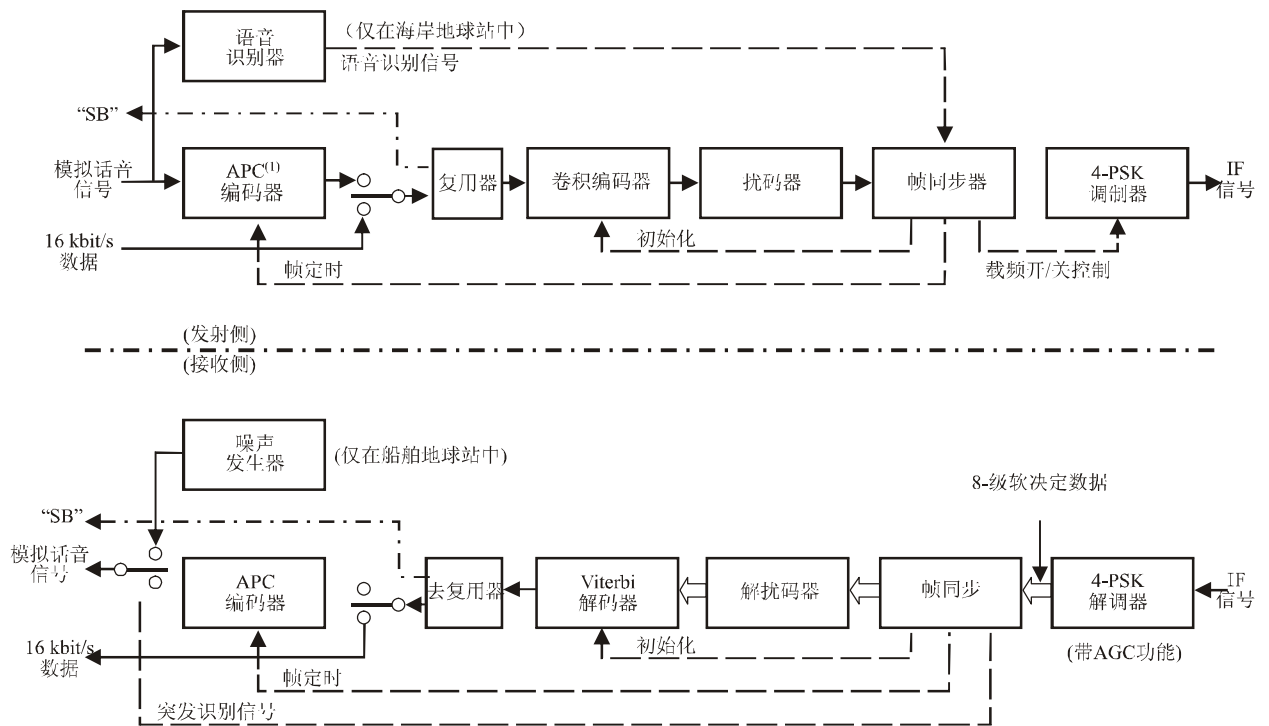 语音
识别器
（仅在海岸地球站中）
语音识别信号
“SB”
模拟话音
信号
APC(1)
编码器
复用器
卷积编码器
扰码器
帧同步器
4-PSK
调制器
IF
信号
16 kbit/s
数据
初始化
帧定时
载频开/关控制
(发射侧)
(接收侧)
噪声
发生器
(仅在船舶地球站中)
8-级软决定数据
“SB”
模拟话音
信号
APC
编码器
去复用器
Viterbi
解码器
解扰码器
帧同步
4-PSK
解调器
IF
信号
16 kbit/s
数据
初始化
(带AGC功能)
帧定时
突发识别信号